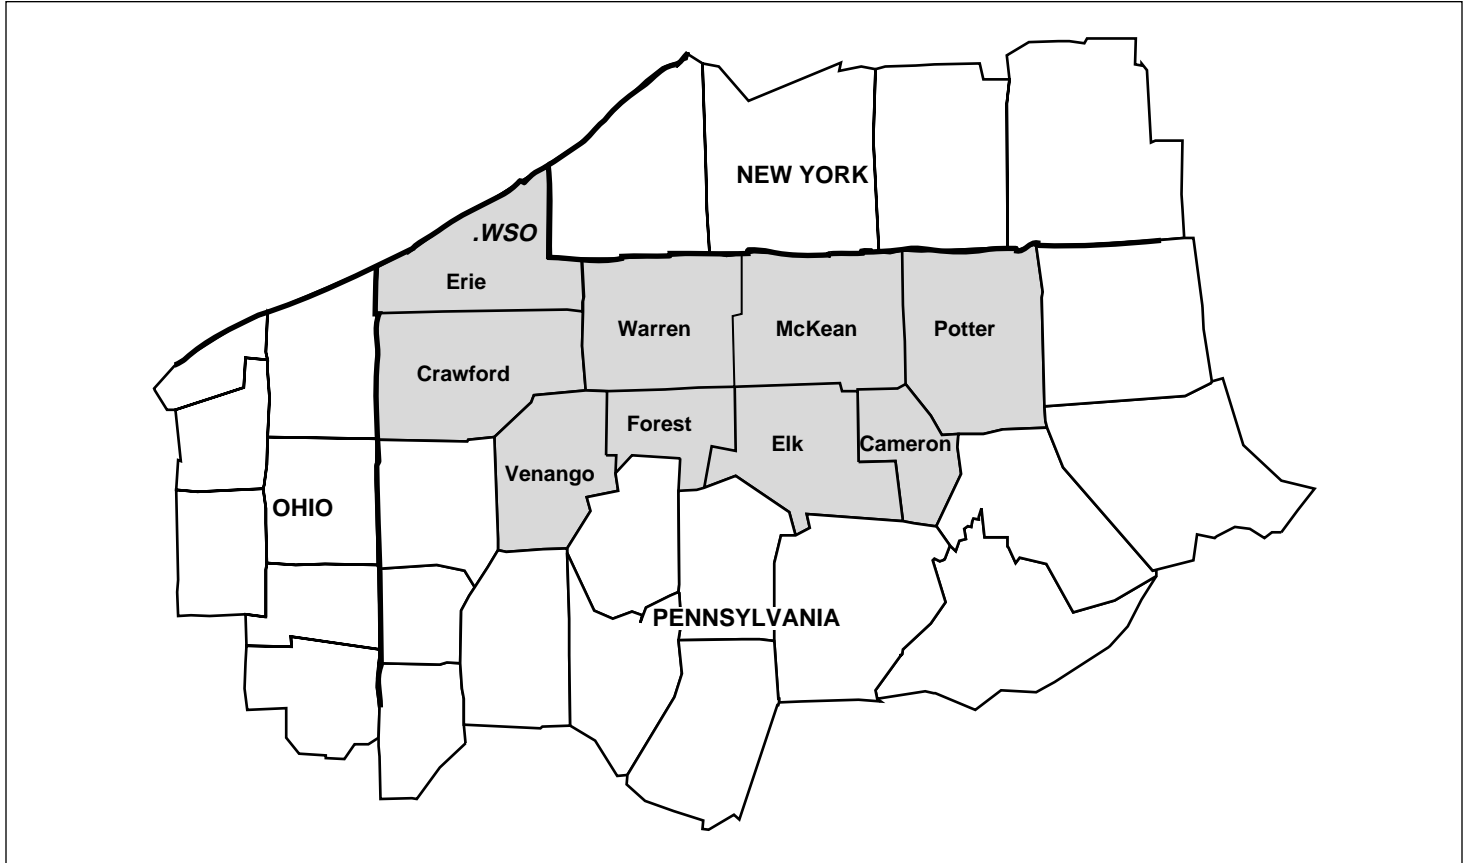 NEW YORK
.WSO
Erie
Warren
McKean
Potter
Crawford
Forest
Elk
Cameron
Venango
OHIO
PENNSYLVANIA